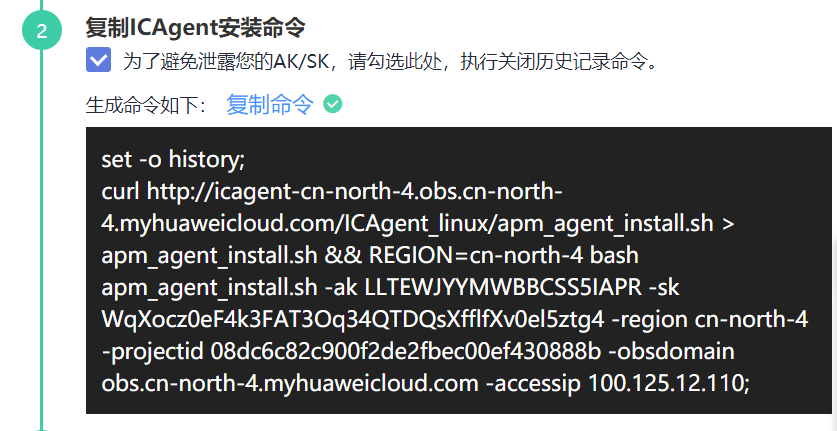 2
复制ICAgent安装命令
为了避免泄露您的AK/SK，请勾选此处，执行关闭历史记录命令。
生成命令如下： 复制命令
set -o history;
curl http://icagent-cn-north-4.obs.cn-north-
4.myhuaweicloud.com/ICAgent_linux/apm_agent_install.sh >
apm_agent_install.sh && REGION=cn-north-4 bash
apm_agent_install.sh -ak LLTEWJYYMWBBCSS5IAPR -sk
WqXocz0eF4k3FAT3Oq34QTDQsXfflfXv0el5ztg4 -region cn-north-4
-projectid 08dc6c82c900f2de2fbec00ef430888b -obsdomain
obs.cn-north-4.myhuaweicloud.com -accessip 100.125.12.110;